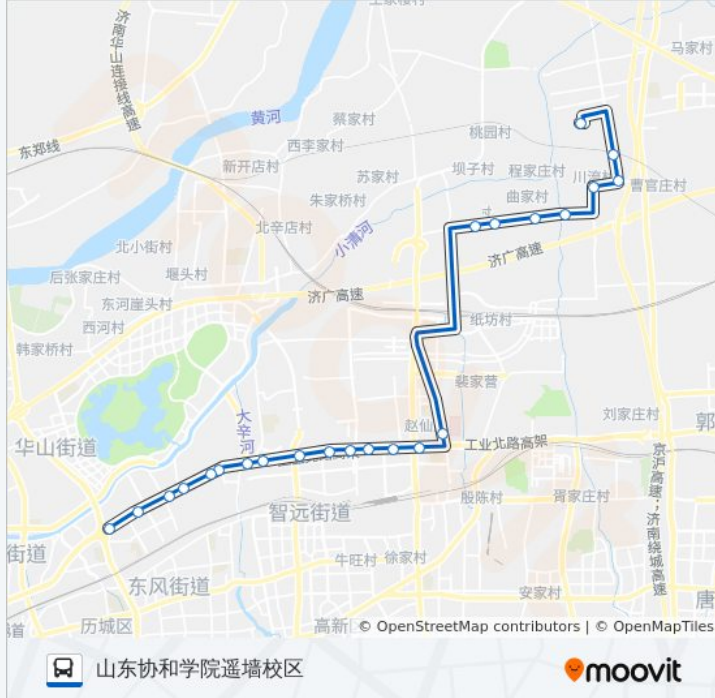 王家楼村
马家村
济南华山连接线高速
黄河
蔡家村
桃园村
东郑线
西李家村
新开店村
苏家村
坝子村
程家庄村
曹官庄村
朱家桥村
曲家村
北辛店村
小清河
北小街村
济广高速
后张家庄村
堰头村
济广高速
东河崖头村
西河村
纸坊村
韩家桥村
裴家营
大辛河
赵仙
刘家庄村
郭
华山街道
工业北路高架
京沪高速;济南绕城高速
殷陈村
胥家庄村
智远街道
街道
牛旺村
徐家村
东风街道
安家村
唐
道
历城区
高新
© OpenStreetMap contributors | © OpenMapTiles
山东协和学院遥墙校区
moovit